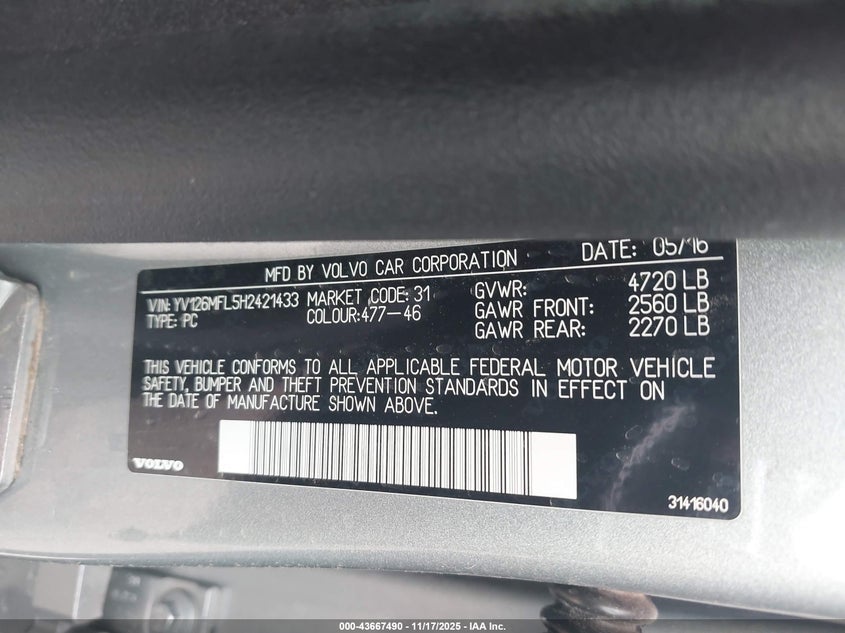 MFD BY VOLVO CAR CORPORATION DATE: 05/16
VIN: YV126MFL5H2421433 MARKET CODE: 31 GVWR: 4720 LB
TYPE: PC COLOUR:477-46 GAWR FRONT: 2560 LB
GAWR REAR: 2270 LB
THIS VEHICLE CONFORMS TO ALL APPLICABLE FEDERAL MOTOR VEHICLE
SAFETY, BUMPER AND THEFT PREVENTION STANDARDS IN EFFECT ON
THE DATE OF MANUFACTURE SHOWN ABOVE.
VOLVO
31416040
000-43667490 - 11/17/2025 - IAA Inc.